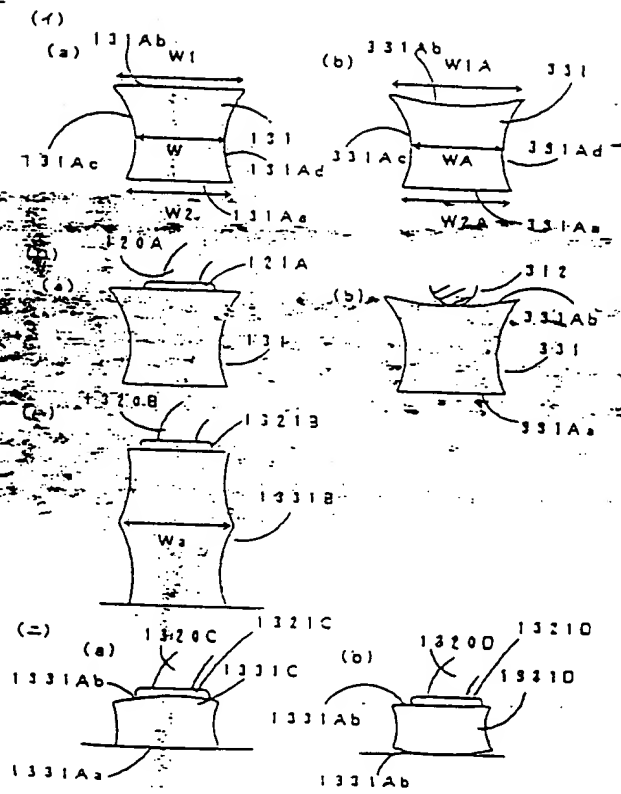 (イ)
(a) 131Ab W1
131
131Ac W 131Ad
W2 131Aa
(b) 331Ab W1A 331
331Ac WA 331Ad
W2A 331Aa
(a) 120A 121A
131
(b) 312
331Ab
331
331Aa
1320B 1321B
1331B
Wa
(ニ)
(a) 1320C 1321C
1331Ab 1331C
1331Aa
(b) 1320D 1321D
1331Ab 1321D
1331Ab